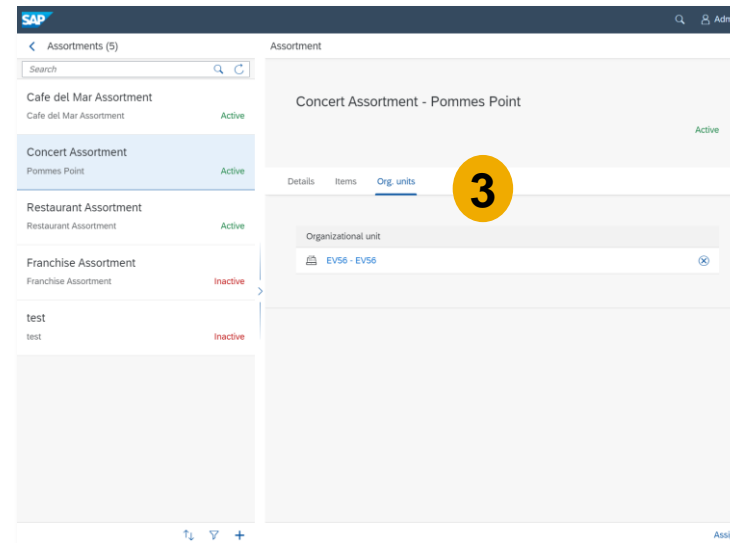 SAP
Adm
Assortments (5)
Search
Cafe del Mar Assortment
Cafe del Mar Assortment
Active
Concert Assortment
Pommes Point
Active
Restaurant Assortment
Restaurant Assortment
Active
Franchise Assortment
Franchise Assortment
Inactive
test
test
Inactive
Assortment
Concert Assortment - Pommes Point
Active
Details Items Org. units
3
Organizational unit
EV56 - EV56
Assi